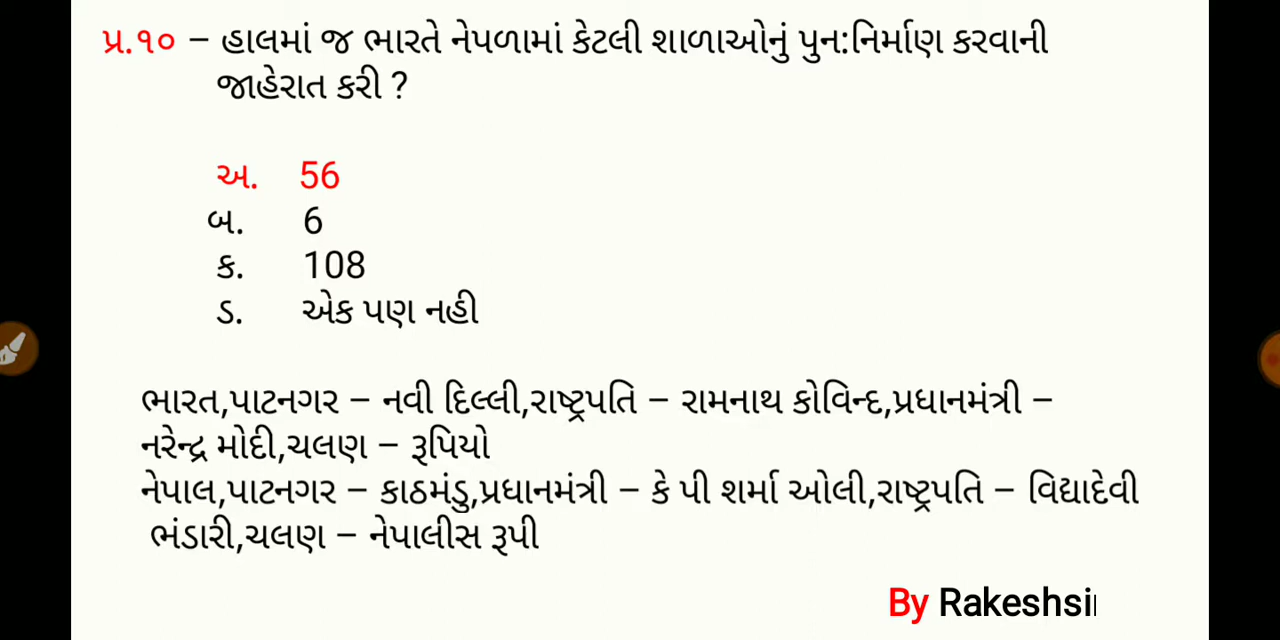 પ્ર.૧૦ – હાલમાં જ ભારતે નેપળામાં કેટલી શાળાઓનું પુન:નિર્માણ કરવાની
જાહેરાત કરી ?
અ. 56
બ. 6
ક. 108
ડ. એક પણ નહી
ભારત,પાટનગર – નવી દિલ્લી,રાષ્ટ્રપતિ – રામનાથ કોવિન્દ,પ્રધાનમંત્રી –
નરેન્દ્ર મોદી,ચલણ – રૂપિયો
નેપાલ,પાટનગર – કાઠમંડુ,પ્રધાનમંત્રી – કે પી શર્મા ઓલી,રાષ્ટ્રપતિ – વિદ્યાદેવી
ભંડારી,ચલણ – નેપાલીસ રૂપી
By